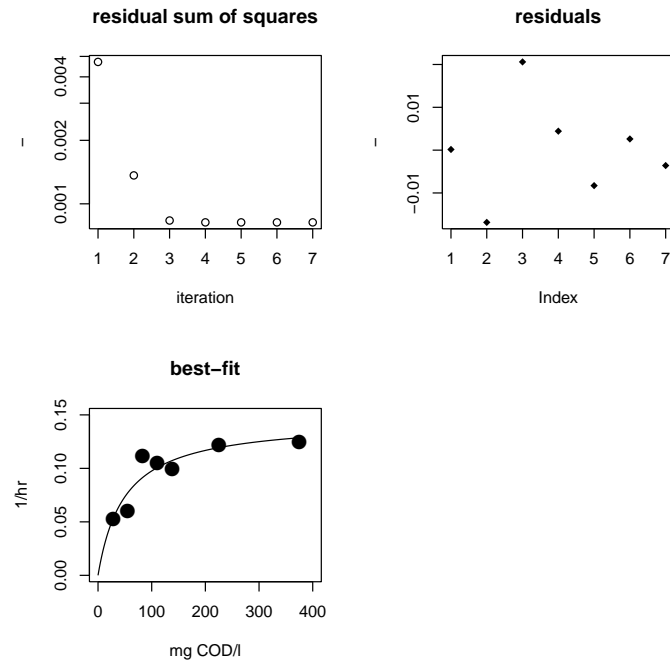 residual sum of squares
0.004
0.002
0.001
−
1 2 3 4 5 6 7
iteration
residuals
0.01
−0.01
−
1 2 3 4 5 6 7
Index
best−fit
0.15
0.10
0.05
0.00
1/hr
0 100 200 300 400
mg COD/l